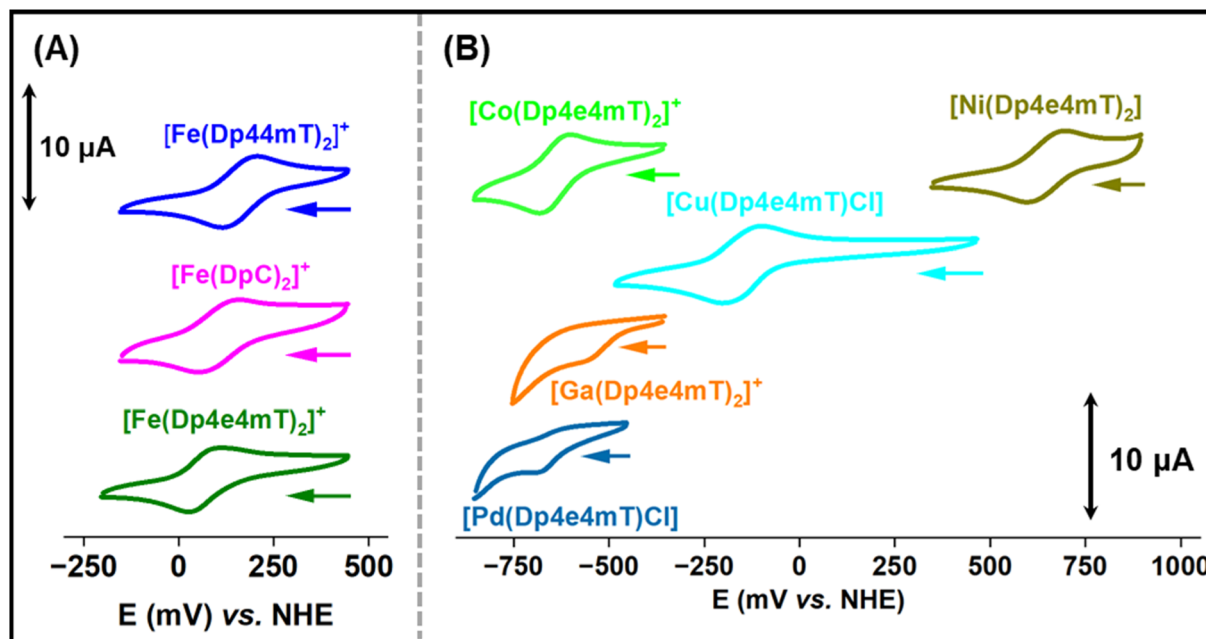 (A)
10 µA
[Fe(Dp44mT)₂]⁺
[Fe(DpC)₂]⁺
[Fe(Dp4e4mT)₂]⁺
−250 0 250 500
E (mV) vs. NHE
(B)
[Co(Dp4e4mT)₂]⁺
[Ni(Dp4e4mT)₂]
[Cu(Dp4e4mT)Cl]
[Ga(Dp4e4mT)₂]⁺
[Pd(Dp4e4mT)Cl]
10 µA
−750 −500 −250 0 250 500 750 1000
E (mV vs. NHE)